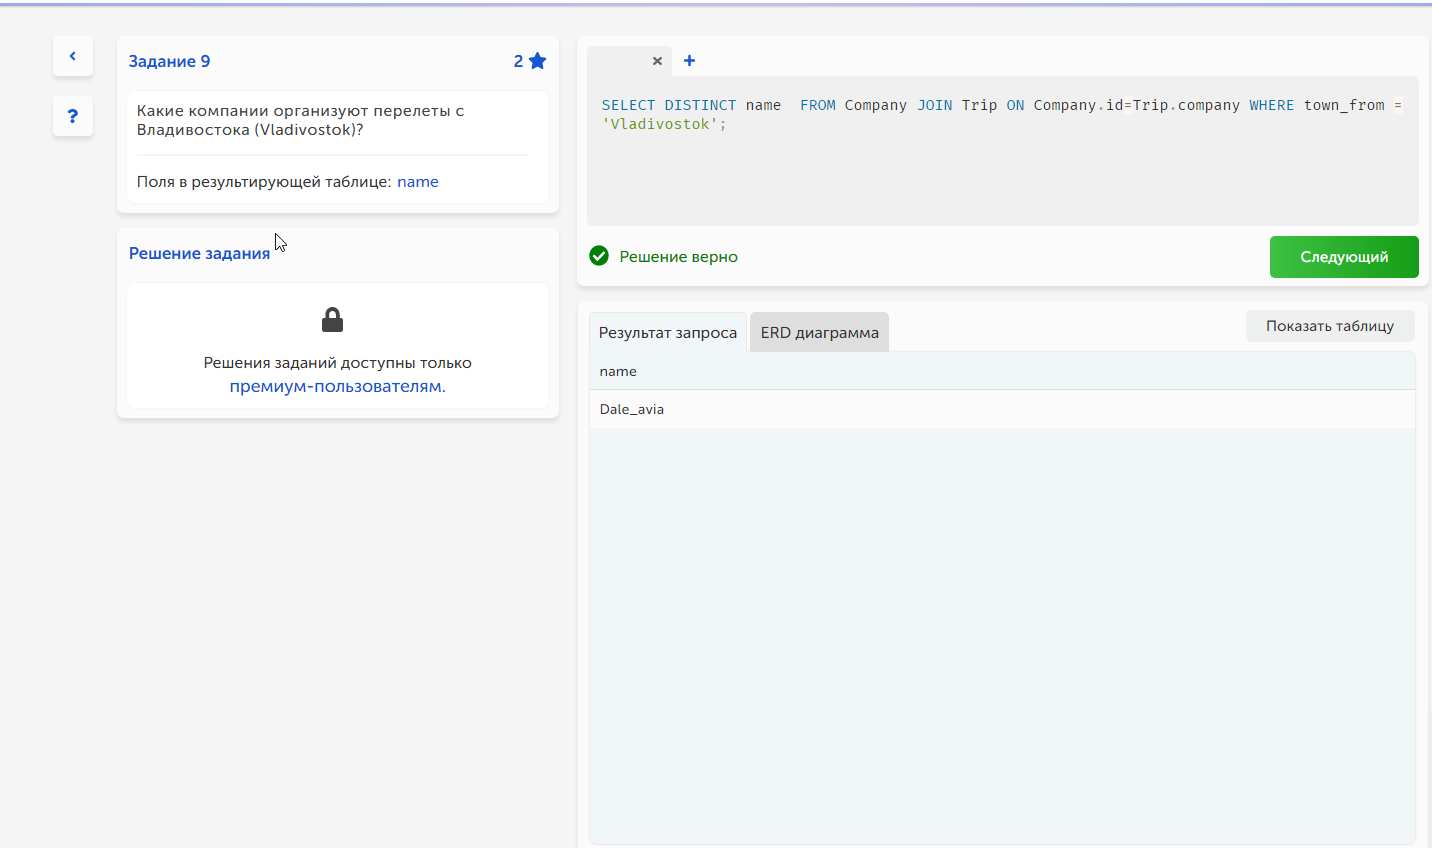 Задание 9
2
Какие компании организуют перелеты с
Владивостока (Vladivostok)?
Поля в результирующей таблице: name
Решение задания
Решения заданий доступны только
премиум-пользователям.
SELECT DISTINCT name  FROM Company JOIN Trip ON Company.id=Trip.company WHERE town_from =
'Vladivostok';
Решение верно
Следующий
Результат запроса
ERD диаграмма
Показать таблицу
name
Dale_avia